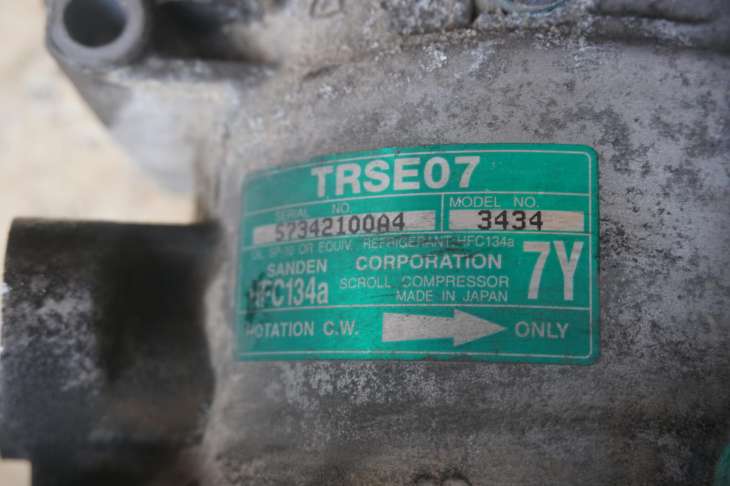 TRSE07
SERIAL NO. MODEL NO.
57342100A4 3434
OIL SP-10 OR EQUIV. REFRIGERANT HFC134a
SANDEN CORPORATION 7Y
HFC134a SCROLL COMPRESSOR
MADE IN JAPAN
ROTATION C.W. ONLY